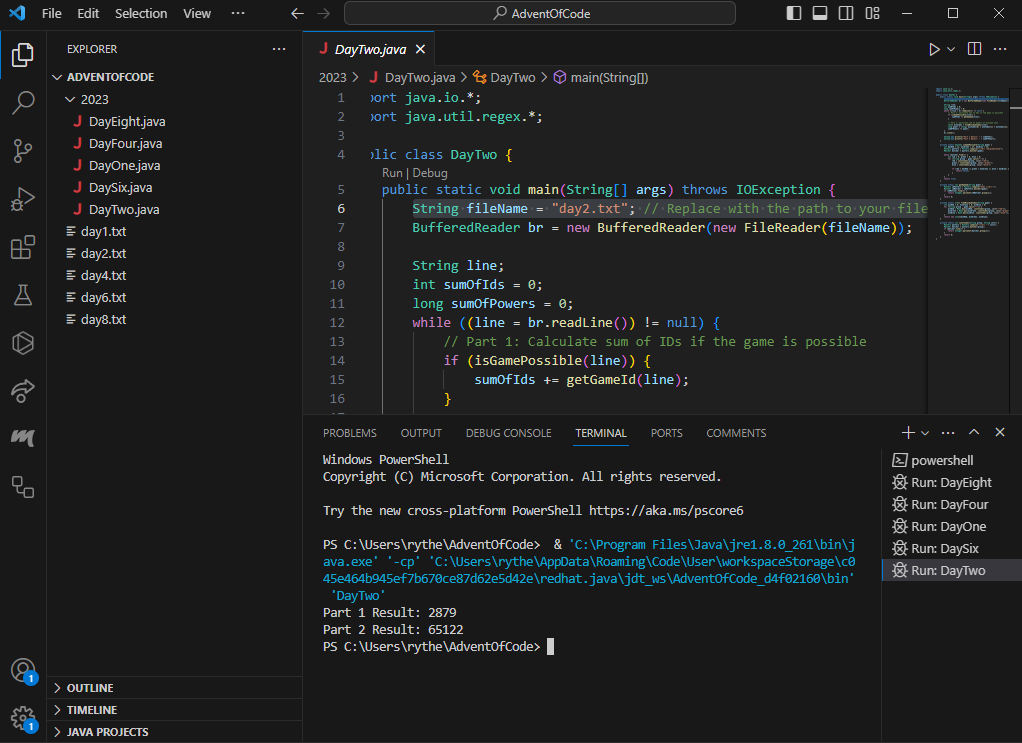 File Edit Selection View ··· AdventOfCode
EXPLORER ···
ADVENTOFCODE
2023
J DayEight.java
J DayFour.java
J DayOne.java
J DaySix.java
J DayTwo.java
day1.txt
day2.txt
day4.txt
day6.txt
day8.txt
OUTLINE
TIMELINE
JAVA PROJECTS
1
1
J DayTwo.java
2023 > J DayTwo.java > DayTwo > main(String[])
1 port java.io.*;
2 port java.util.regex.*;
3
4 olic class DayTwo {
Run | Debug
5 public static void main(String[] args) throws IOException {
6 String fileName = "day2.txt"; // Replace with the path to your file
7 BufferedReader br = new BufferedReader(new FileReader(fileName));
8
9 String line;
10 int sumOfIds = 0;
11 long sumOfPowers = 0;
12 while ((line = br.readLine()) != null) {
13 // Part 1: Calculate sum of IDs if the game is possible
14 if (isGamePossible(line)) {
15 sumOfIds += getGameId(line);
16 }
PROBLEMS OUTPUT DEBUG CONSOLE TERMINAL PORTS COMMENTS
Windows PowerShell
Copyright (C) Microsoft Corporation. All rights reserved.
Try the new cross-platform PowerShell https://aka.ms/pscore6
PS C:\Users\rythe\AdventOfCode> & 'C:\Program Files\Java\jre1.8.0_261\bin\j
ava.exe' '-cp' 'C:\Users\rythe\AppData\Roaming\Code\User\workspaceStorage\c0
45e464b945ef7b670ce87d62e5d42e\redhat.java\jdt_ws\AdventOfCode_d4f02160\bin'
'DayTwo'
Part 1 Result: 2879
Part 2 Result: 65122
PS C:\Users\rythe\AdventOfCode>
powershell
Run: DayEight
Run: DayFour
Run: DayOne
Run: DaySix
Run: DayTwo